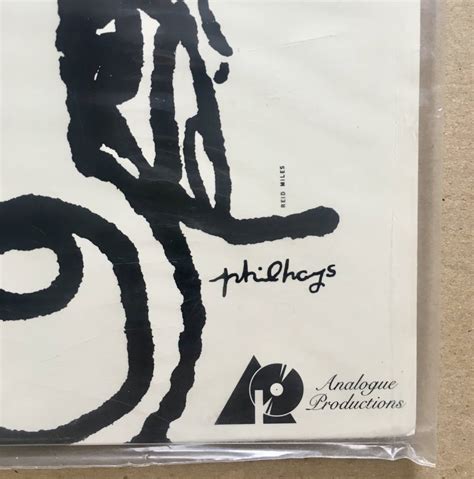 REID MILES
philhays
Analogue
Productions